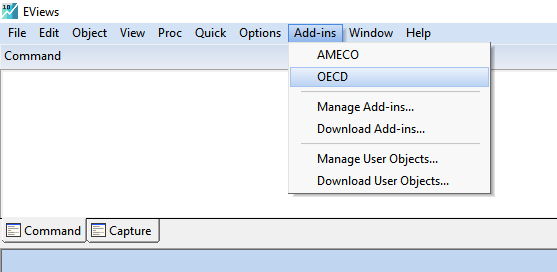 10 EViews
File Edit Object View Proc Quick Options Add-ins Window Help
Command
AMECO
OECD
Manage Add-ins...
Download Add-ins...
Manage User Objects...
Download User Objects...
Command Capture